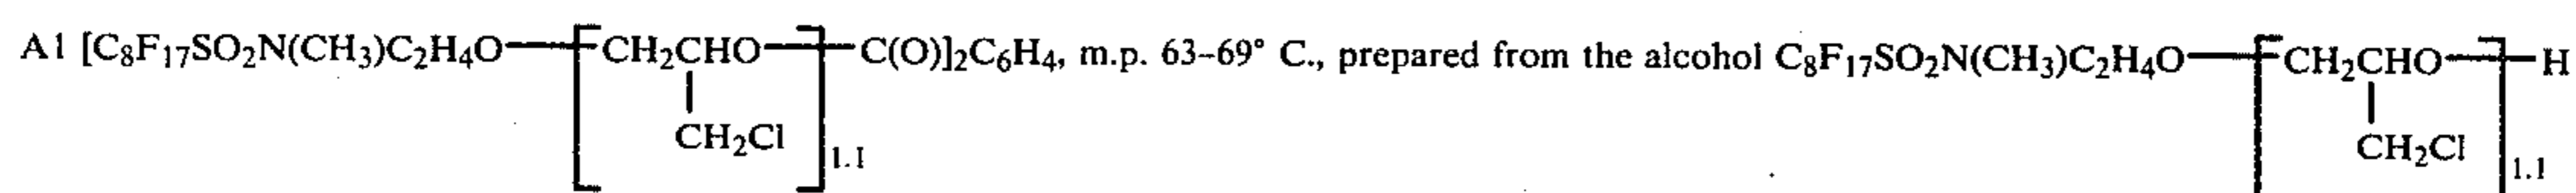 A1 [C₈F₁₇SO₂N(CH₃)C₂H₄O—[CH₂CHO—]C(O)]₂C₆H₄, m.p. 63–69° C., prepared from the alcohol C₈F₁₇SO₂N(CH₃)C₂H₄O—[CH₂CHO—]H
CH₂Cl CH₂Cl
1.1 1.1